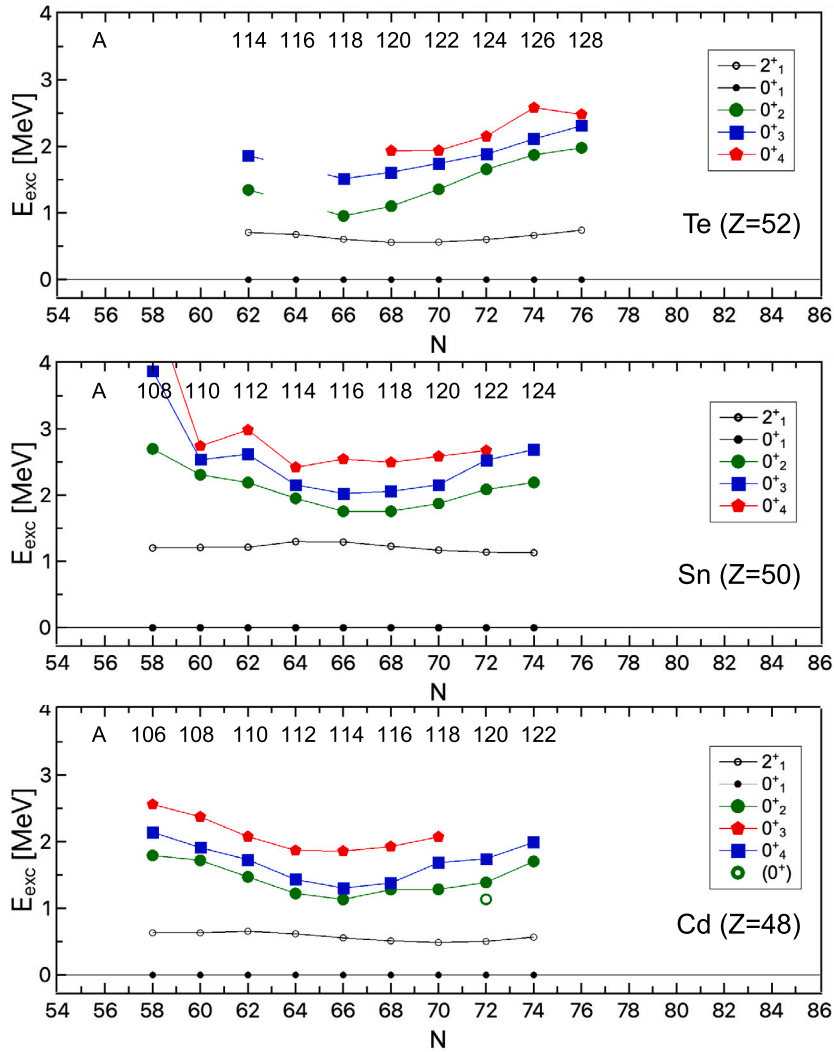 A 114 116 118 120 122 124 126 128
4
3
2
1
0
E_exc [MeV]
2⁺₁
0⁺₁
0⁺₂
0⁺₃
0⁺₄
Te (Z=52)
54 56 58 60 62 64 66 68 70 72 74 76 78 80 82 84 86
N
A 108 110 112 114 116 118 120 122 124
4
3
2
1
0
E_exc [MeV]
2⁺₁
0⁺₁
0⁺₂
0⁺₃
0⁺₄
Sn (Z=50)
54 56 58 60 62 64 66 68 70 72 74 76 78 80 82 84 86
N
A 106 108 110 112 114 116 118 120 122
4
3
2
1
0
E_exc [MeV]
2⁺₁
0⁺₁
0⁺₂
0⁺₃
0⁺₄
(0⁺)
Cd (Z=48)
54 56 58 60 62 64 66 68 70 72 74 76 78 80 82 84 86
N